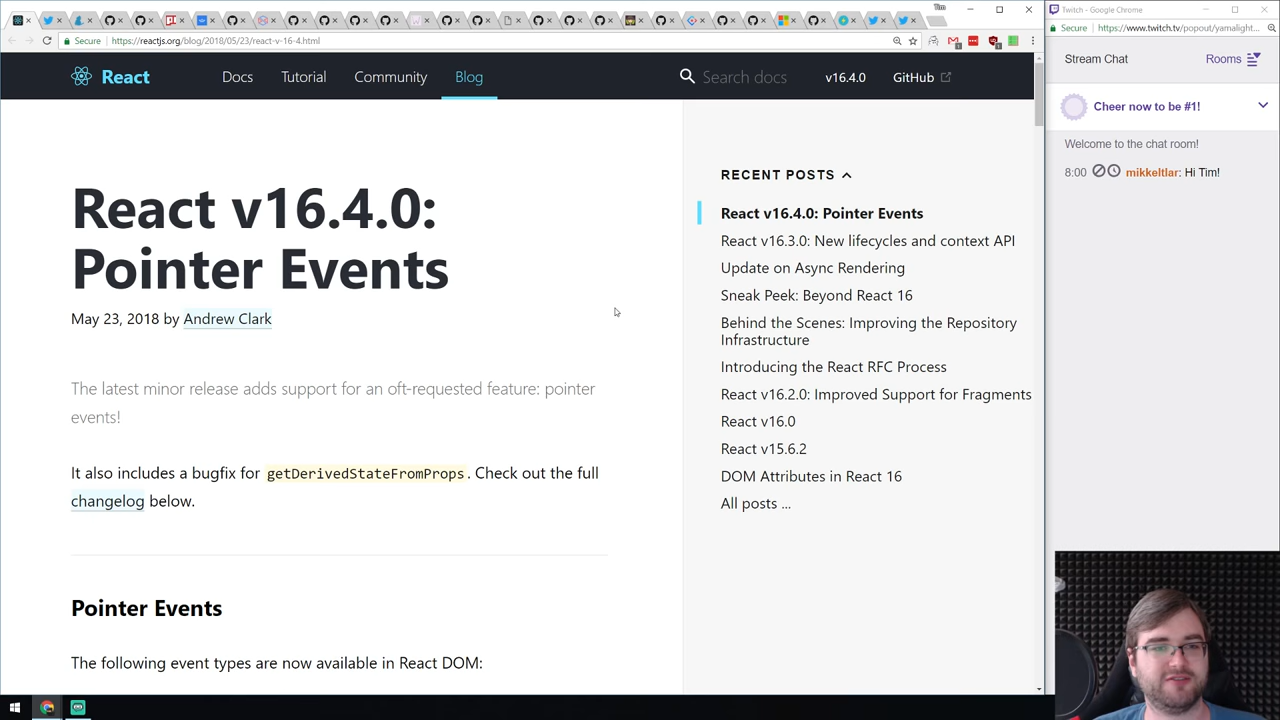 Tim
Secure
https://reactjs.org/blog/2018/05/23/react-v-16-4.html
React
Docs
Tutorial
Community
Blog
Search docs
v16.4.0
GitHub
React v16.4.0:
Pointer Events
May 23, 2018 by Andrew Clark
The latest minor release adds support for an oft-requested feature: pointer
events!
It also includes a bugfix for getDerivedStateFromProps. Check out the full
changelog below.
Pointer Events
The following event types are now available in React DOM:
RECENT POSTS
React v16.4.0: Pointer Events
React v16.3.0: New lifecycles and context API
Update on Async Rendering
Sneak Peek: Beyond React 16
Behind the Scenes: Improving the Repository
Infrastructure
Introducing the React RFC Process
React v16.2.0: Improved Support for Fragments
React v16.0
React v15.6.2
DOM Attributes in React 16
All posts ...
Twitch - Google Chrome
Secure
https://www.twitch.tv/popout/yamalight...
Stream Chat
Rooms
Cheer now to be #1!
Welcome to the chat room!
8:00 mikkeltlar: Hi Tim!